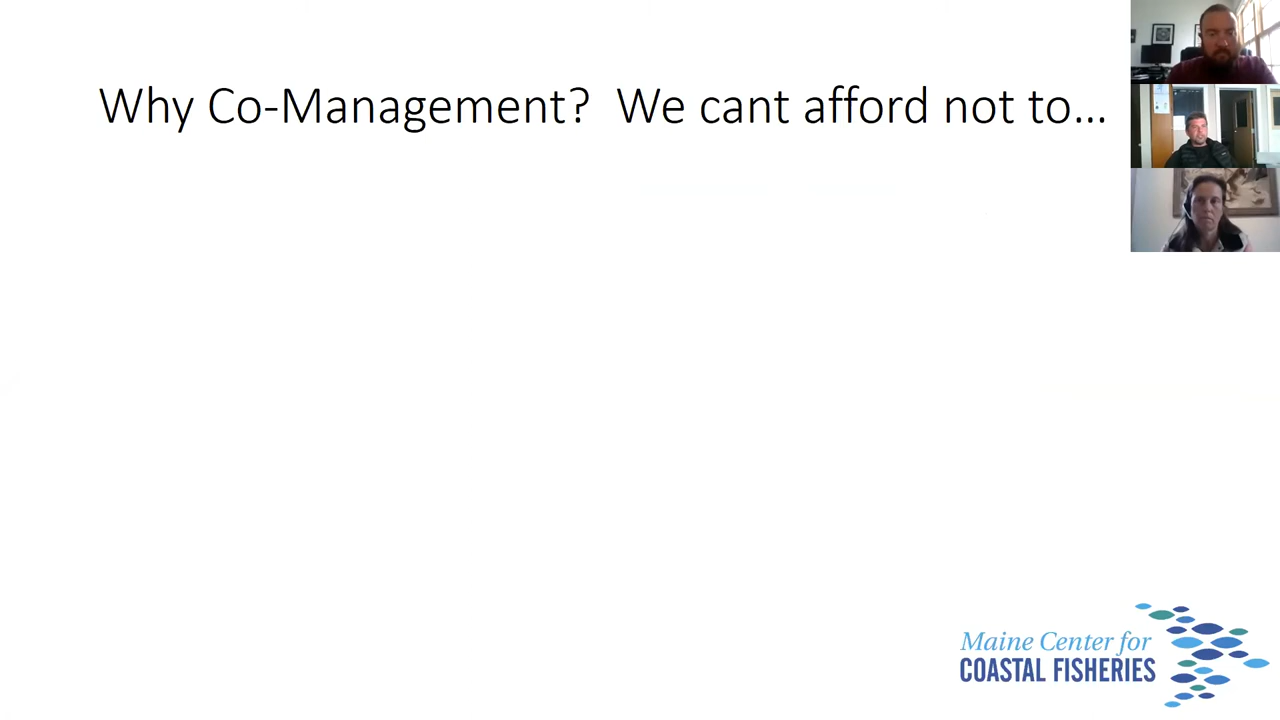 Why Co-Management?  We cant afford not to...
Maine Center for
COASTAL FISHERIES